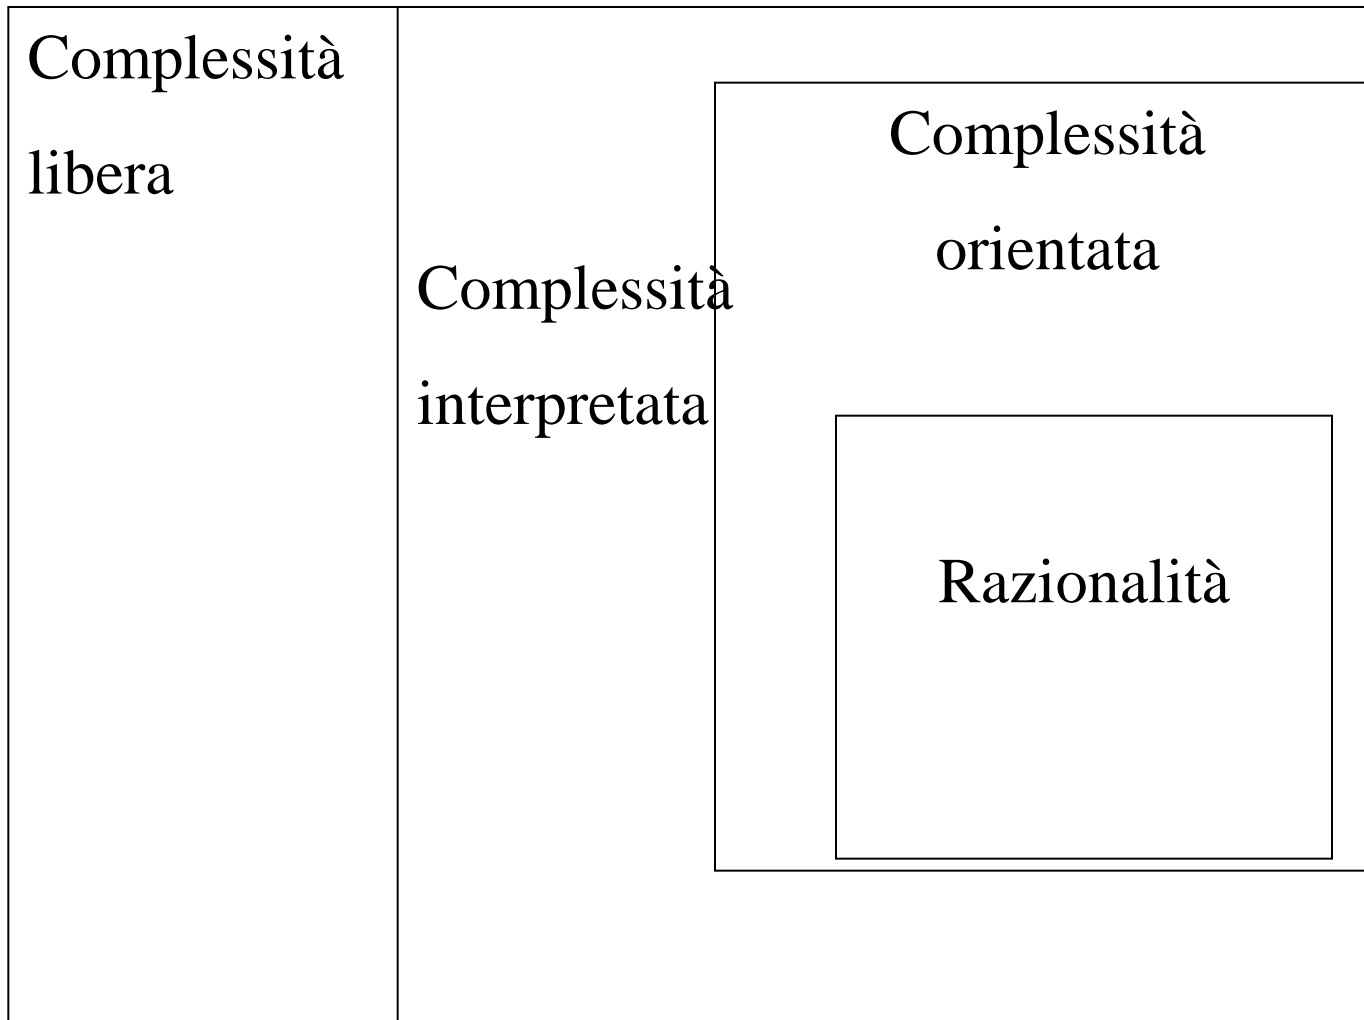 Complessità
libera
Complessità
interpretata
Complessità
orientata
Razionalità